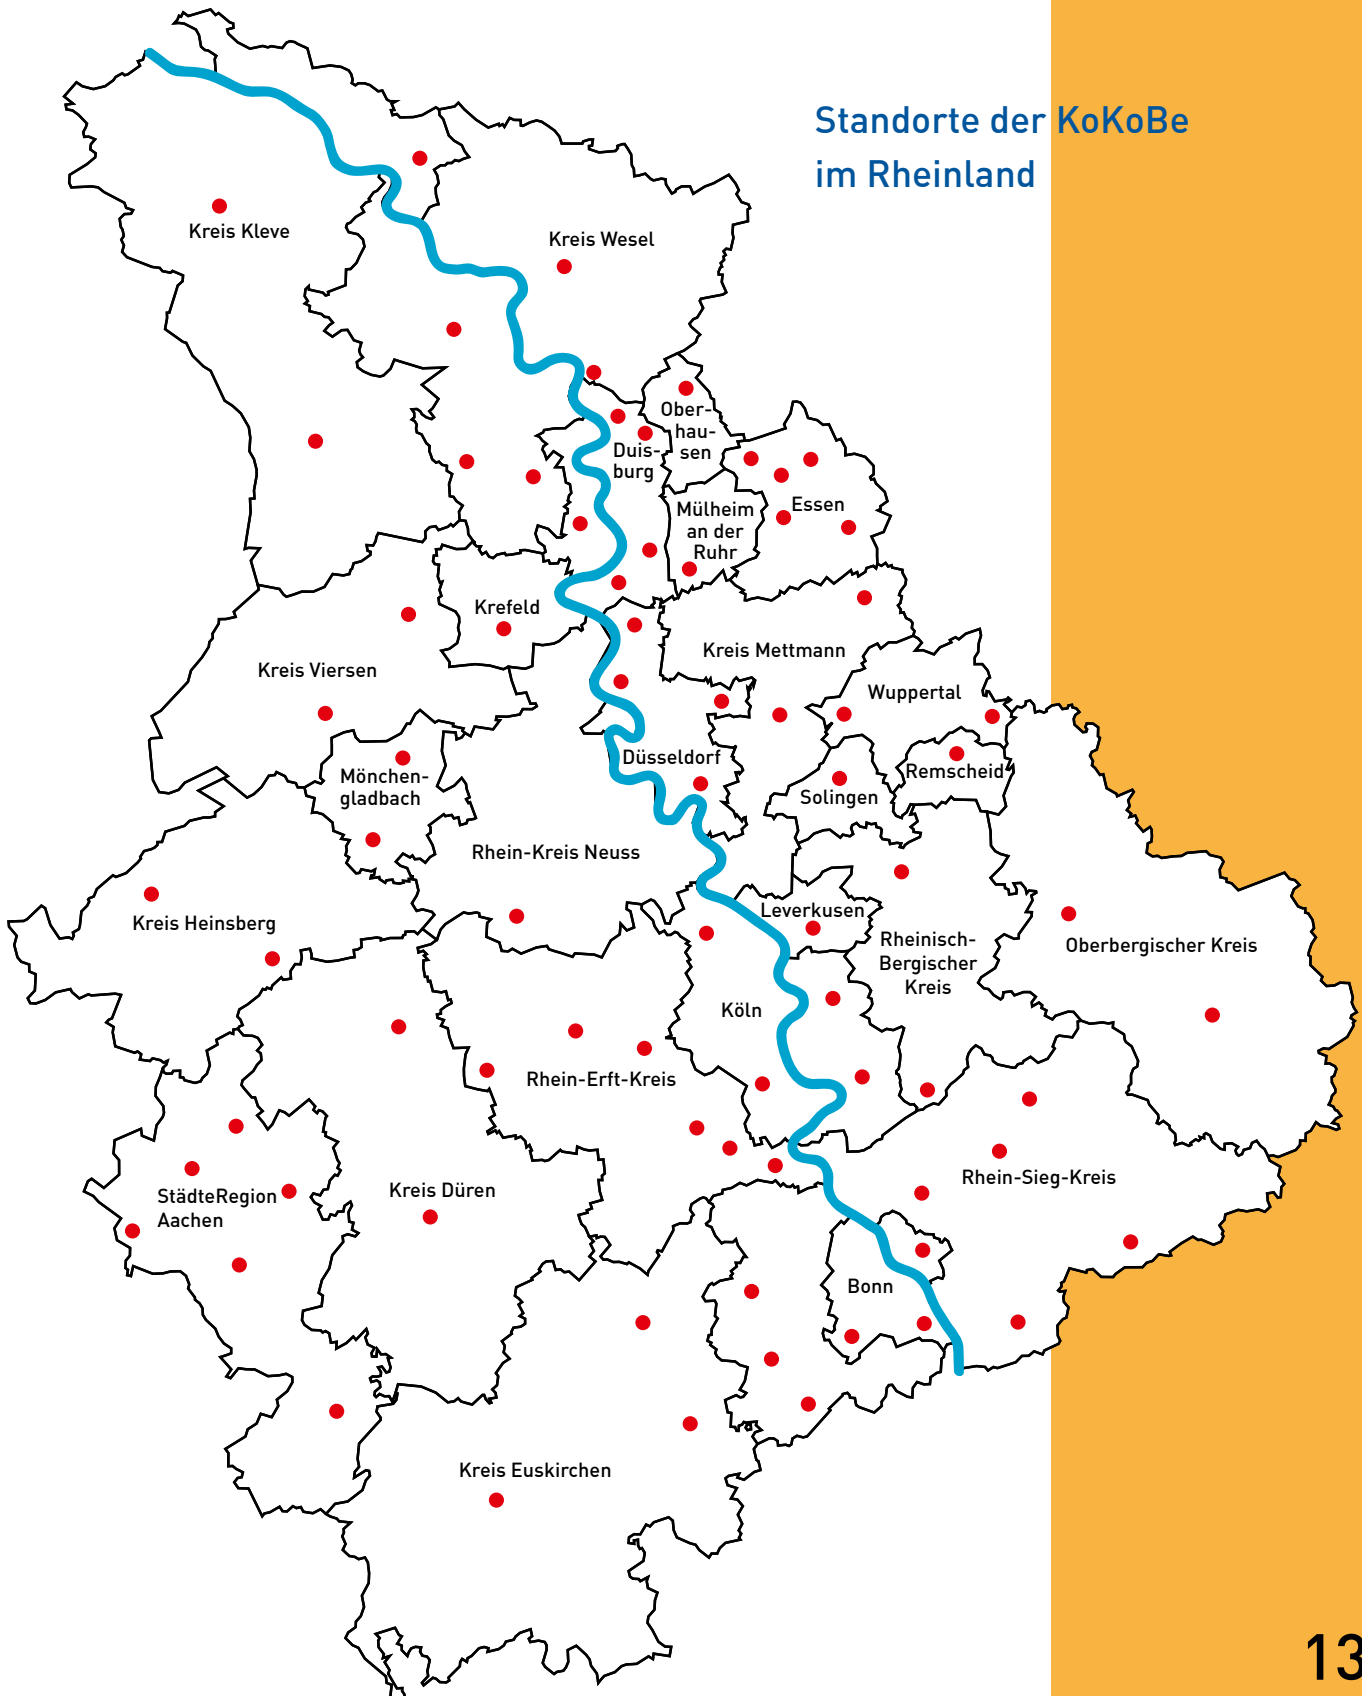 Standorte der KoKoBe
im Rheinland
Kreis Kleve
Kreis Wesel
Ober-
hau-
sen
Duis-
burg
Essen
Mülheim
an der
Ruhr
Krefeld
Kreis Viersen
Kreis Mettmann
Wuppertal
Düsseldorf
Remscheid
Mönchen-
gladbach
Solingen
Rhein-Kreis Neuss
Leverkusen
Kreis Heinsberg
Rheinisch-
Bergischer
Kreis
Oberbergischer Kreis
Köln
Rhein-Erft-Kreis
Rhein-Sieg-Kreis
StädteRegion
Aachen
Kreis Düren
Bonn
Kreis Euskirchen
13